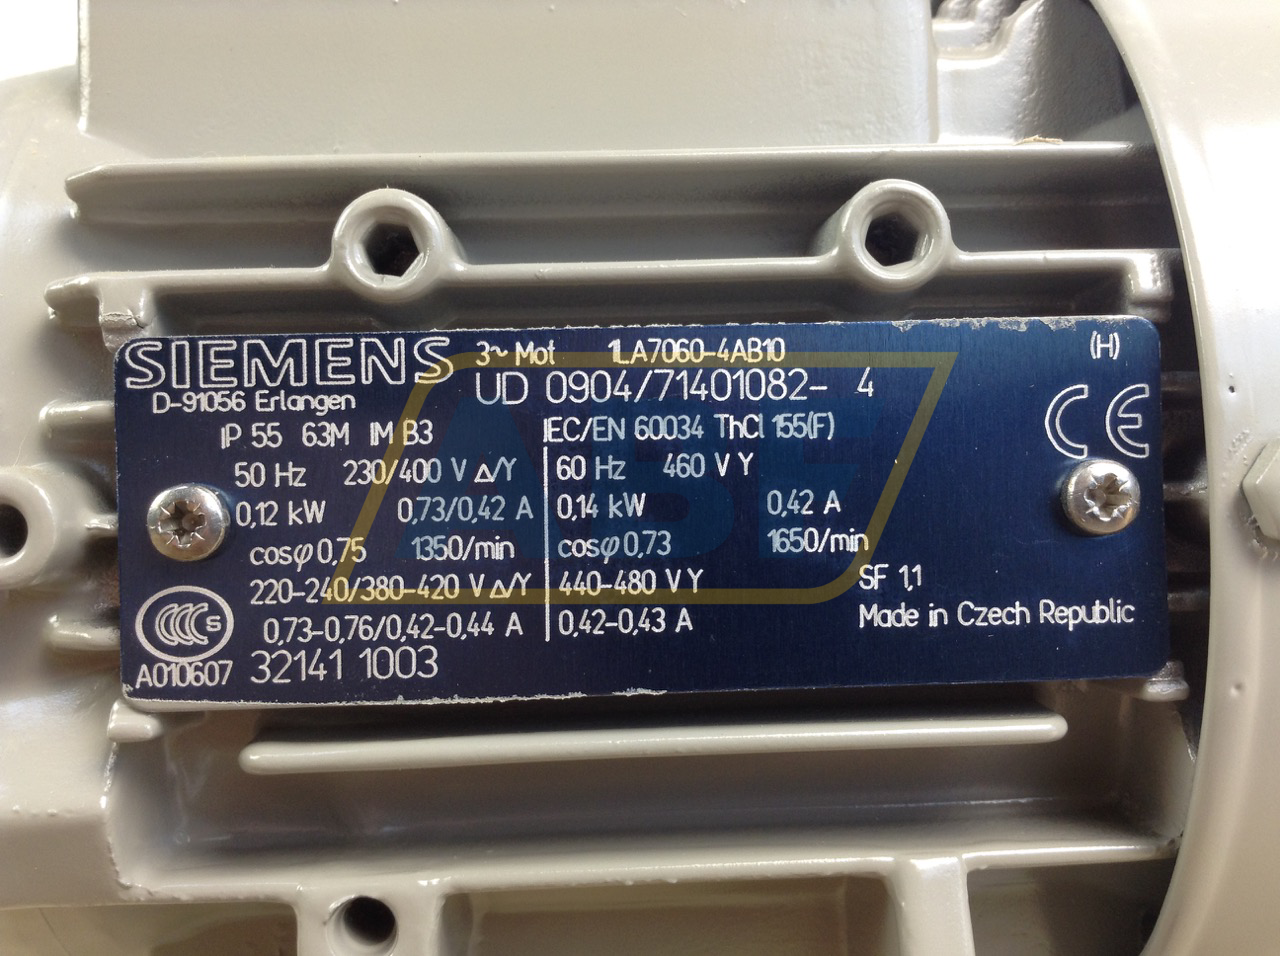 SIEMENS 3~ Mot 1LA7060-4AB10 (H)
D-91056 Erlangen UD 0904/71401082- 4
CE
IP 55 63M IM B3 IEC/EN 60034 ThCl 155(F)
50 Hz 230/400 V Δ/Y 60 Hz 460 V Y
0,12 kW 0,73/0,42 A 0,14 kW 0,42 A
cosφ 0,75 1350/min cosφ 0,73 1650/min
220-240/380-420 V Δ/Y 440-480 V Y SF 1,1
0,73-0,76/0,42-0,44 A 0,42-0,43 A Made in Czech Republic
CCC S
A010607 32141 1003
ABF